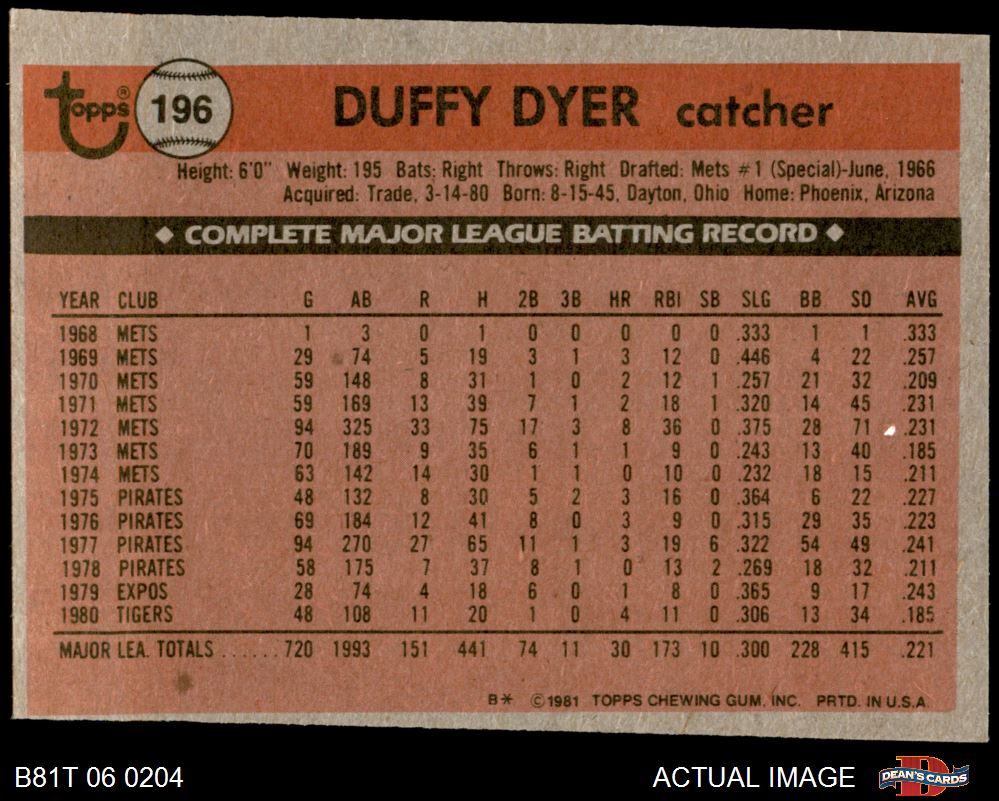 topps® 196 DUFFY DYER catcher
Height: 6'0" Weight: 195 Bats: Right Throws: Right Drafted: Mets #1 (Special)-June, 1966
Acquired: Trade, 3-14-80 Born: 8-15-45, Dayton, Ohio Home: Phoenix, Arizona
◆ COMPLETE MAJOR LEAGUE BATTING RECORD ◆
YEAR CLUB G AB R H 2B 3B HR RBI SB SLG BB SO AVG
1968 METS 1 3 0 1 0 0 0 0 0 .333 1 1 .333
1969 METS 29 74 5 19 3 1 3 12 0 .446 4 22 .257
1970 METS 59 148 8 31 1 0 2 12 1 .257 21 32 .209
1971 METS 59 169 13 39 7 1 2 18 1 .320 14 45 .231
1972 METS 94 325 33 75 17 3 8 36 0 .375 28 71 .231
1973 METS 70 189 9 35 6 1 1 9 0 .243 13 40 .185
1974 METS 63 142 14 30 1 1 0 10 0 .232 18 15 .211
1975 PIRATES 48 132 8 30 5 2 3 16 0 .364 6 22 .227
1976 PIRATES 69 184 12 41 8 0 3 9 0 .315 29 35 .223
1977 PIRATES 94 270 27 65 11 1 3 19 6 .322 54 49 .241
1978 PIRATES 58 175 7 37 8 1 0 13 2 .269 18 32 .211
1979 EXPOS 28 74 4 18 6 0 1 8 0 .365 9 17 .243
1980 TIGERS 48 108 11 20 1 0 4 11 0 .306 13 34 .185
MAJOR LEA. TOTALS ......720 1993 151 441 74 11 30 173 10 .300 228 415 .221
B* ©1981 TOPPS CHEWING GUM, INC. PRTD. IN U.S.A.
B81T 06 0204 ACTUAL IMAGE DEAN'S CARDS